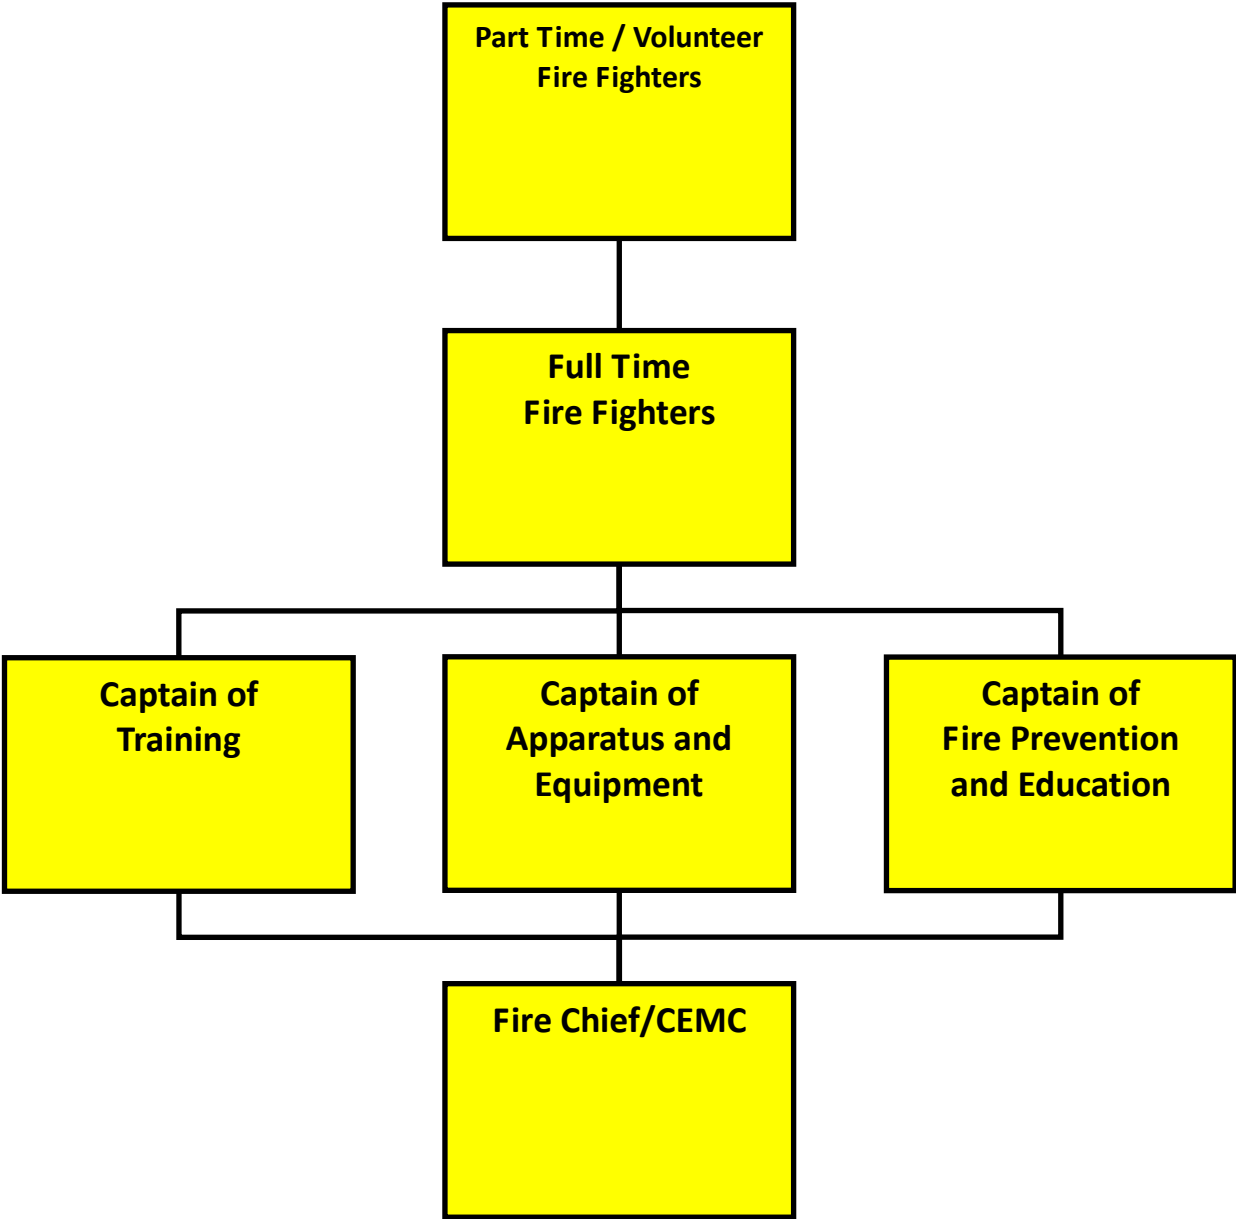 Part Time / Volunteer
Fire Fighters
Full Time
Fire Fighters
Captain of
Training
Captain of
Apparatus and
Equipment
Captain of
Fire Prevention
and Education
Fire Chief/CEMC